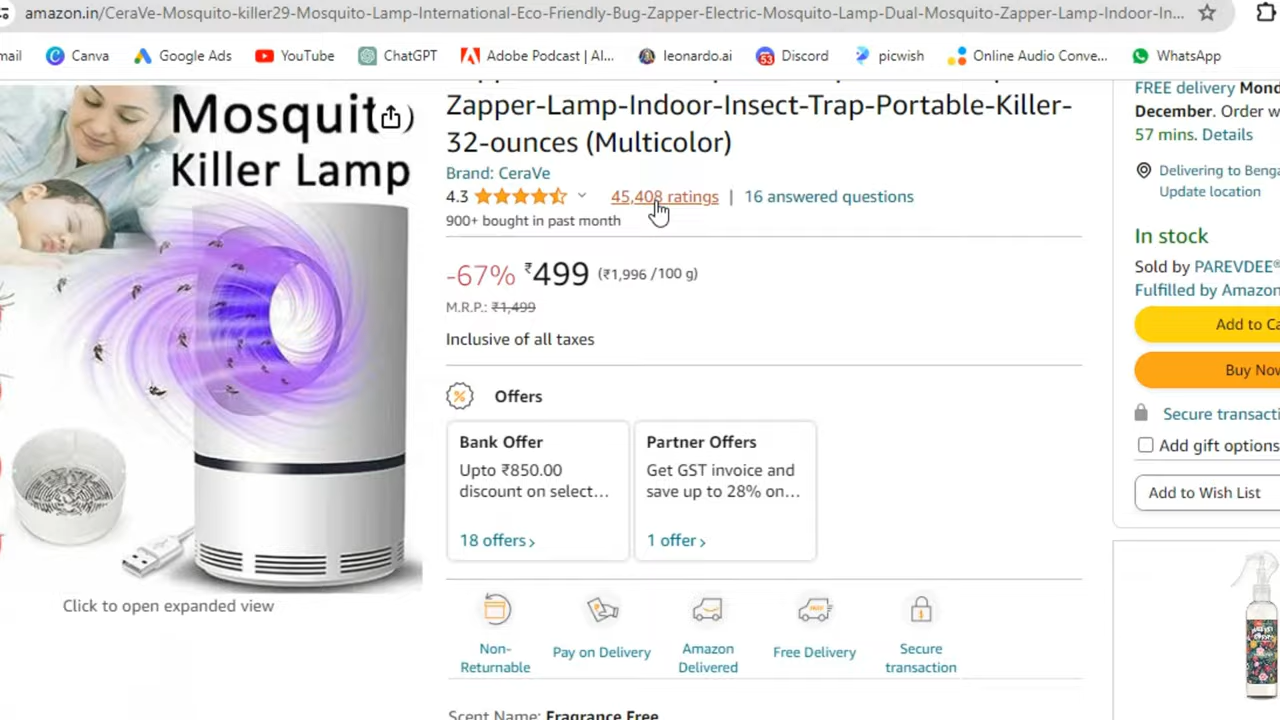 amazon.in/CeraVe-Mosquito-killer29-Mosquito-Lamp-International-Eco-Friendly-Bug-Zapper-Electric-Mosquito-Lamp-Dual-Mosquito-Zapper-Lamp-Indoor-In...
mail
Canva
Google Ads
YouTube
ChatGPT
Adobe Podcast | AI...
leonardo.ai
53
Discord
picwish
Online Audio Conve...
WhatsApp
Mosquit
Killer Lamp
Click to open expanded view
Zapper-Lamp-Indoor-Insect-Trap-Portable-Killer-
32-ounces (Multicolor)
Brand: CeraVe
4.3
45,408 ratings | 16 answered questions
900+ bought in past month
-67% ₹499 (₹1,996 /100 g)
M.R.P.: ₹1,499
Inclusive of all taxes
Offers
Bank Offer
Upto ₹850.00
discount on select...
18 offers›
Partner Offers
Get GST invoice and
save up to 28% on...
1 offer›
Non-
Returnable
Pay on Delivery
Amazon
Delivered
Free Delivery
Secure
transaction
Scent Name: Fragrance Free
FREE delivery Mond
December. Order w
57 mins. Details
Delivering to Benga
Update location
In stock
Sold by PAREVDEE®
Fulfilled by Amazon
Add to Ca
Buy Now
Secure transacti
Add gift options
Add to Wish List